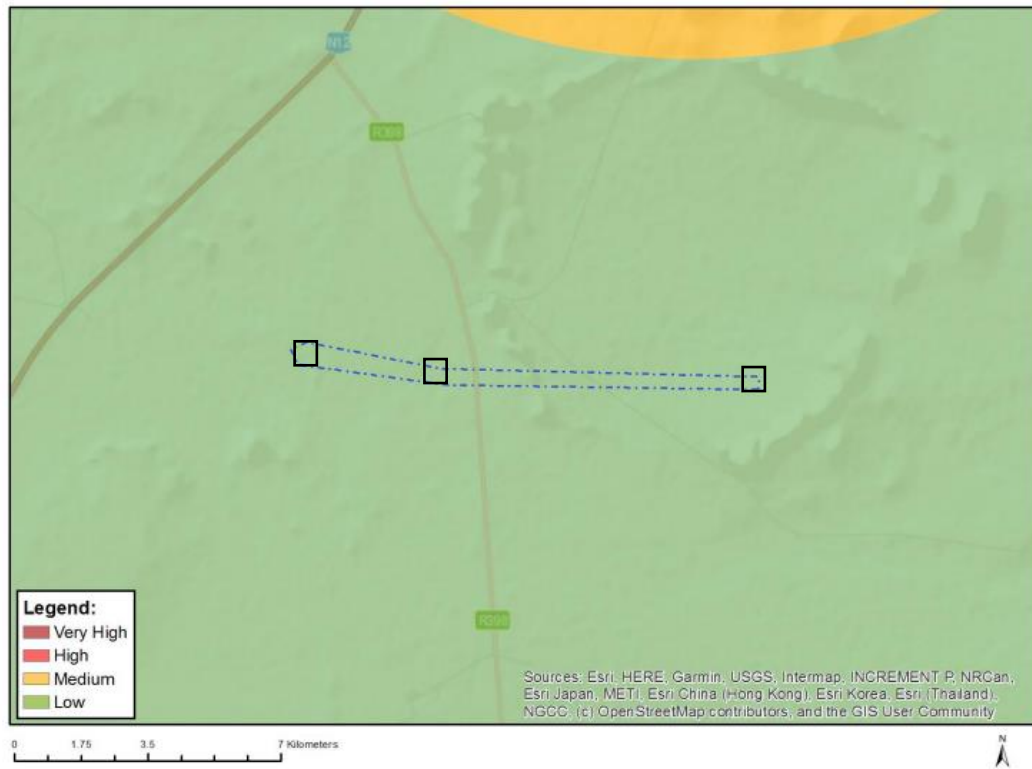 N12
R398
R398
Legend:
Very High
High
Medium
Low
Sources: Esri, HERE, Garmin, USGS, Intermap, INCREMENT P, NRCan,
Esri Japan, METI, Esri China (Hong Kong), Esri Korea, Esri (Thailand),
NGCC, (c) OpenStreetMap contributors, and the GIS User Community
0 1.75 3.5 7 Kilometers
N